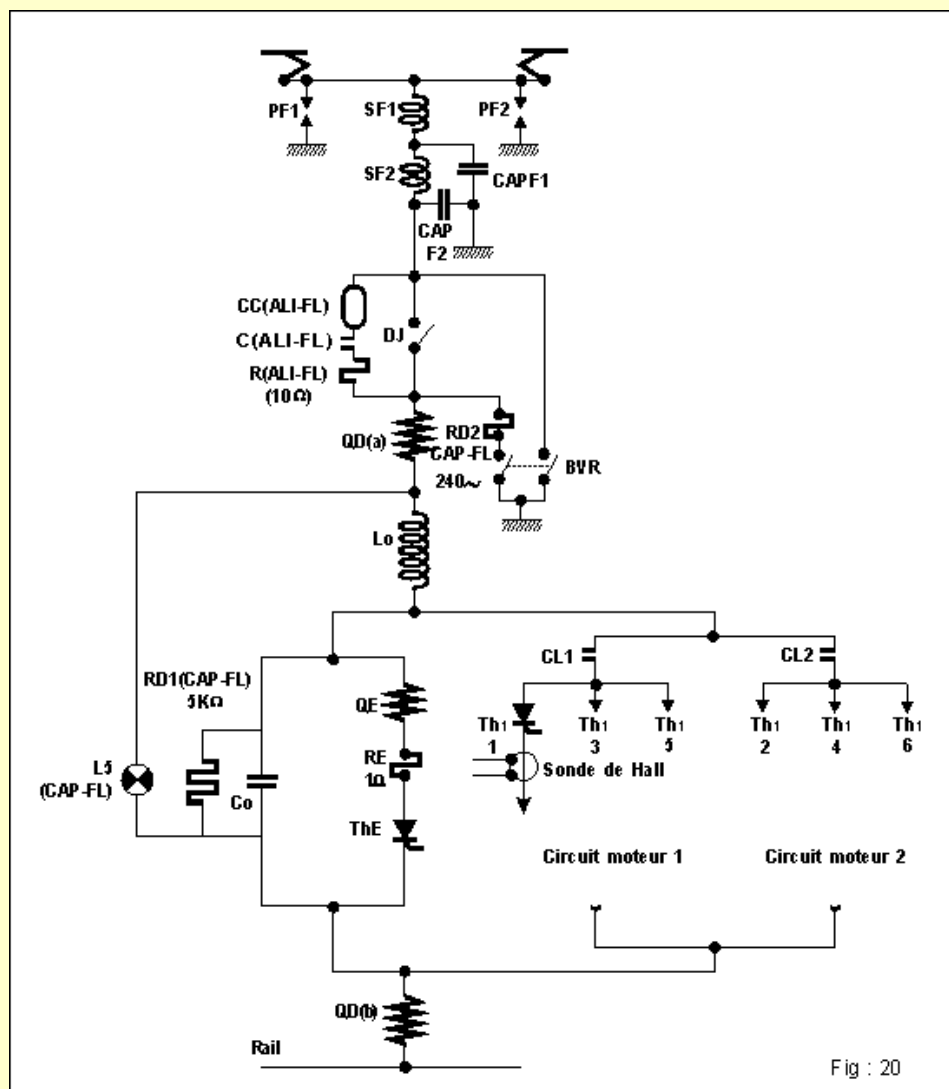 PF1
SF1
PF2
SF2
CAPF1
CAP
F2
CC(ALI-FL)
C(ALI-FL)
DJ
R(ALI-FL)
(10Ω)
QD(a)
RD2
CAP-FL
240~
BVR
Lo
CL1
CL2
RD1(CAP-FL)
5KΩ
QE
Th1
1
Th1
3
Th1
5
Th1
2
Th1
4
Th1
6
L5
(CAP-FL)
RE
1Ω
Sonde de Hall
Co
ThE
Circuit moteur 1
Circuit moteur 2
QD(b)
Rail
Fig : 20